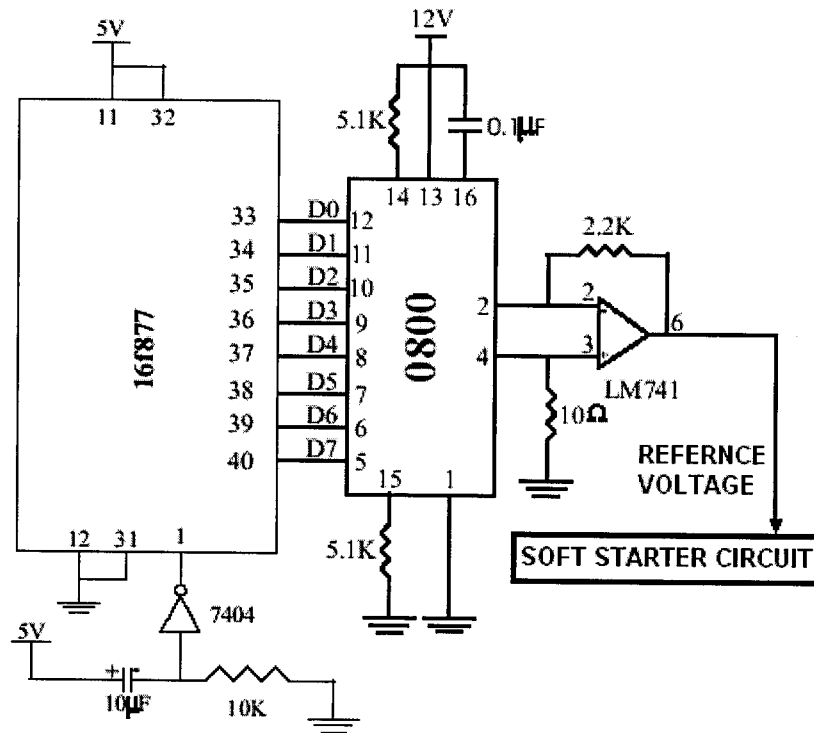 5V
12V
11 32
5.1K
0.1µF
14 13 16
33 D0 12
34 D1 11
35 D2 10
36 D3 9
37 D4 8
38 D5 7
39 D6 6
40 D7 5
16f877
0800
2.2K
2 2 -
6
4 3 +
LM741
10Ω
REFERNCE
VOLTAGE
15 1
12 31 1
5.1K
SOFT STARTER CIRCUIT
7404
5V
+ -
10µF
10K